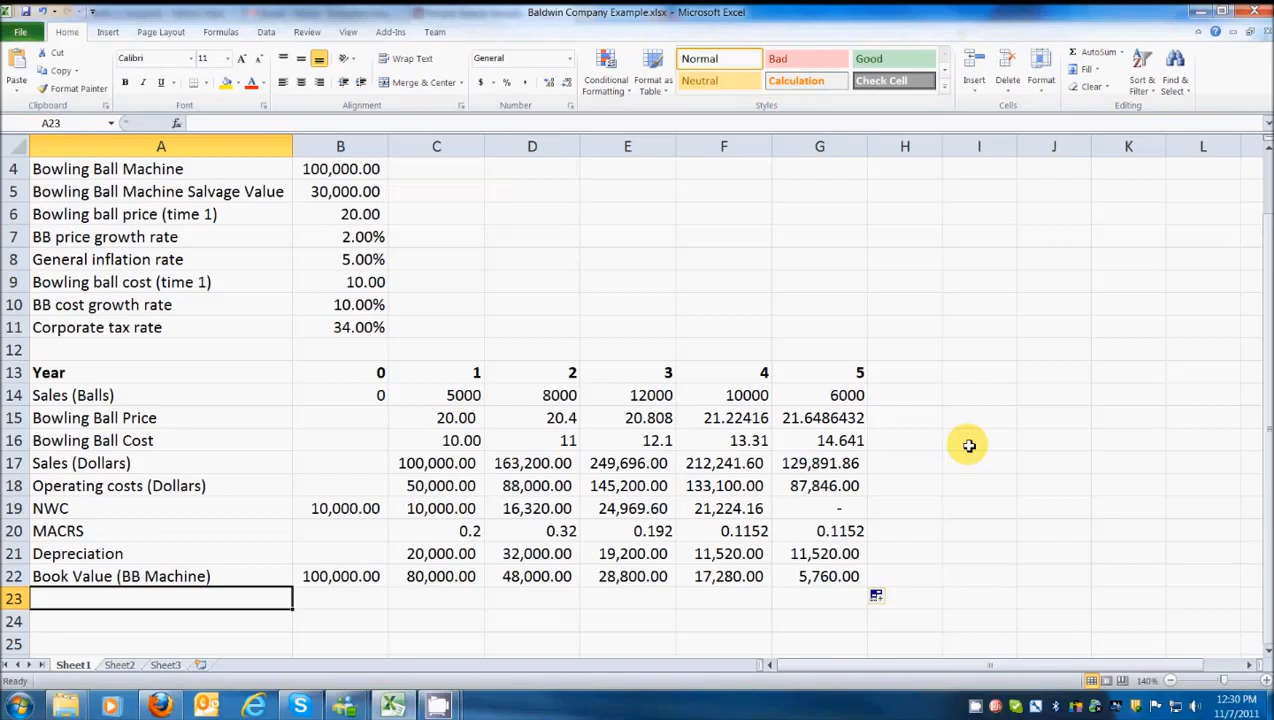 Baldwin Company Example.xlsx - Microsoft Excel
File Home Insert Page Layout Formulas Data Review View Add-Ins Team
Cut Calibri 11 Wrap Text General Normal Bad Good AutoSum
Copy Fill
Paste Format Painter B I U Merge & Center $ % , Conditional Formatting Format as Table Neutral Calculation Check Cell Insert Delete Format Clear Sort & Filter Find & Select
Clipboard Font Alignment Number Styles Cells Editing
A23 fx
A B C D E F G H I J K L
4 Bowling Ball Machine 100,000.00
5 Bowling Ball Machine Salvage Value 30,000.00
6 Bowling ball price (time 1) 20.00
7 BB price growth rate 2.00%
8 General inflation rate 5.00%
9 Bowling ball cost (time 1) 10.00
10 BB cost growth rate 10.00%
11 Corporate tax rate 34.00%
12
13 Year 0 1 2 3 4 5
14 Sales (Balls) 0 5000 8000 12000 10000 6000
15 Bowling Ball Price 20.00 20.4 20.808 21.22416 21.6486432
16 Bowling Ball Cost 10.00 11 12.1 13.31 14.641
17 Sales (Dollars) 100,000.00 163,200.00 249,696.00 212,241.60 129,891.86
18 Operating costs (Dollars) 50,000.00 88,000.00 145,200.00 133,100.00 87,846.00
19 NWC 10,000.00 10,000.00 16,320.00 24,969.60 21,224.16 -
20 MACRS 0.2 0.32 0.192 0.1152 0.1152
21 Depreciation 20,000.00 32,000.00 19,200.00 11,520.00 11,520.00
22 Book Value (BB Machine) 100,000.00 80,000.00 48,000.00 28,800.00 17,280.00 5,760.00
23
24
25
Sheet1 Sheet2 Sheet3
Ready 140%
12:30 PM
11/7/2011